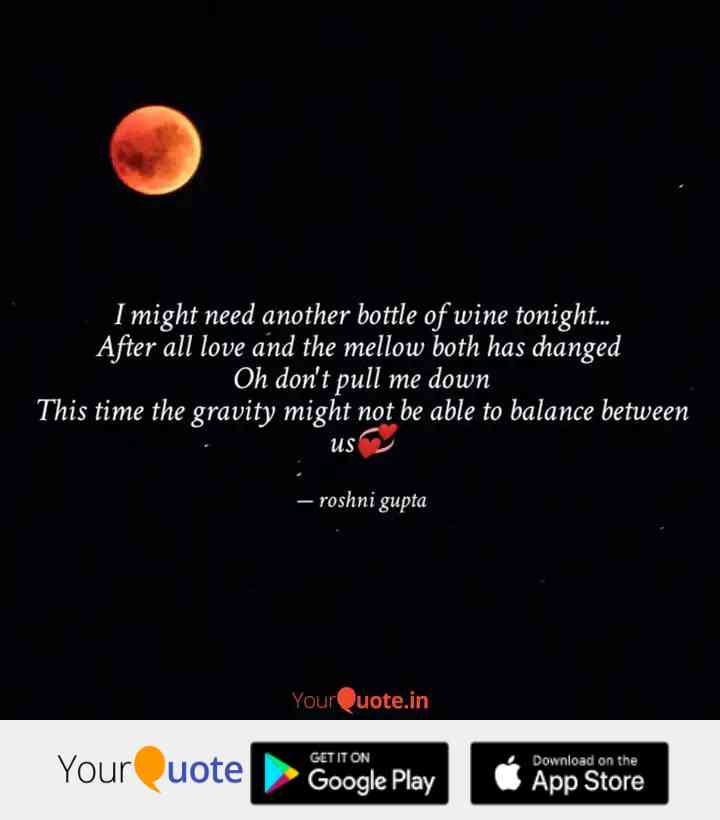 I might need another bottle of wine tonight...
After all love and the mellow both has changed
Oh don't pull me down
This time the gravity might not be able to balance between
us💞
— roshni gupta
YourQuote.in
YourQuote
GET IT ON
Google Play
Download on the
App Store